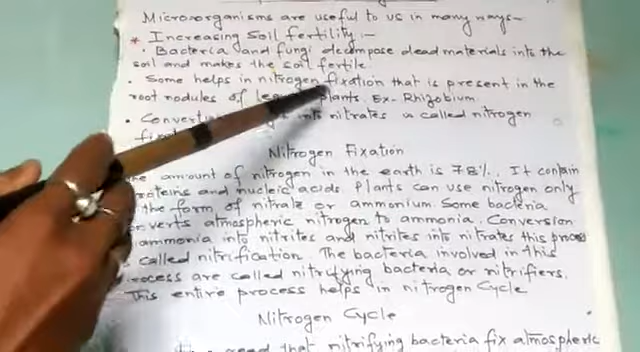 Microorganisms are useful to us in many ways-
* Increasing Soil fertility :-
• Bacteria and fungi decompose dead materials into the
soil and makes the soil fertile.
• Some helps in nitrogen fixation that is present in the
root nodules of plants. Ex- Rhizobium.
• into nitrates is called nitrogen
Nitrogen Fixation
amount of nitrogen in the earth is 78%. It contain
proteins and nucleic acids Plants can use nitrogen only
the form of nitrate or ammonium. Some bacteria
atmospheric nitrogen to ammonia. Conversion
ammonia into nitrites and nitrites into nitrates this process
called nitrification. The bacteria involved in this
process are called nitrifying bacteria or nitrifiers.
This entire process helps in nitrogen Cycle
Nitrogen Cycle
that nitrifying bacteria fix atmospheric